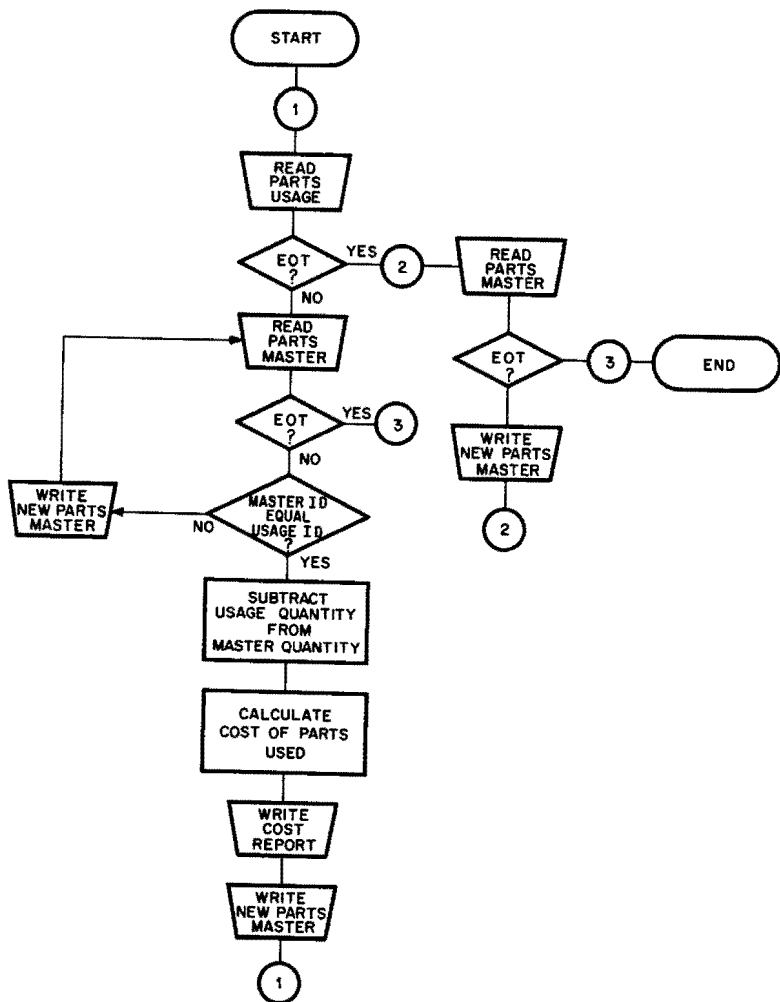 START
1
READ
PARTS
USAGE
EOT
?
YES
2
READ
PARTS
MASTER
NO
READ
PARTS
MASTER
EOT
?
3
END
EOT
?
YES
3
WRITE
NEW PARTS
MASTER
2
NO
MASTER ID
EQUAL
USAGE ID
?
NO
WRITE
NEW PARTS
MASTER
YES
SUBTRACT
USAGE QUANTITY
FROM
MASTER QUANTITY
CALCULATE
COST OF PARTS
USED
WRITE
COST
REPORT
WRITE
NEW PARTS
MASTER
1